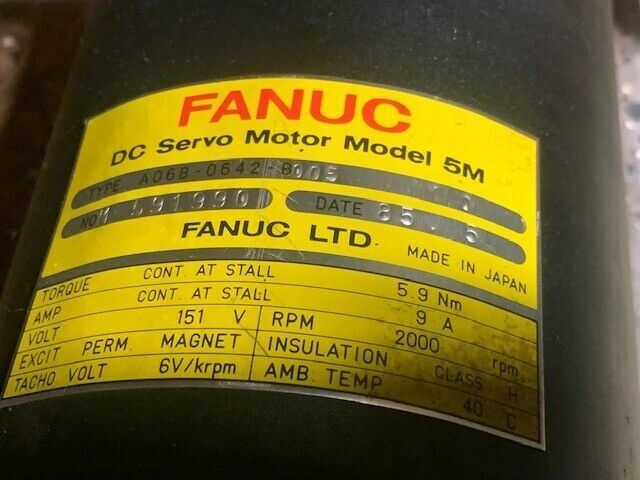 FANUC
DC Servo Motor Model 5M
TYPE A06B-0642-B005
NO. 591990 DATE 85.5
FANUC LTD MADE IN JAPAN
TORQUE CONT. AT STALL 5.9 Nm
AMP CONT. AT STALL 9 A
VOLT 151 V RPM 2000 rpm
EXCIT PERM. MAGNET INSULATION CLASS H
TACHO VOLT 6V/krpm AMB. TEMP 40 °C